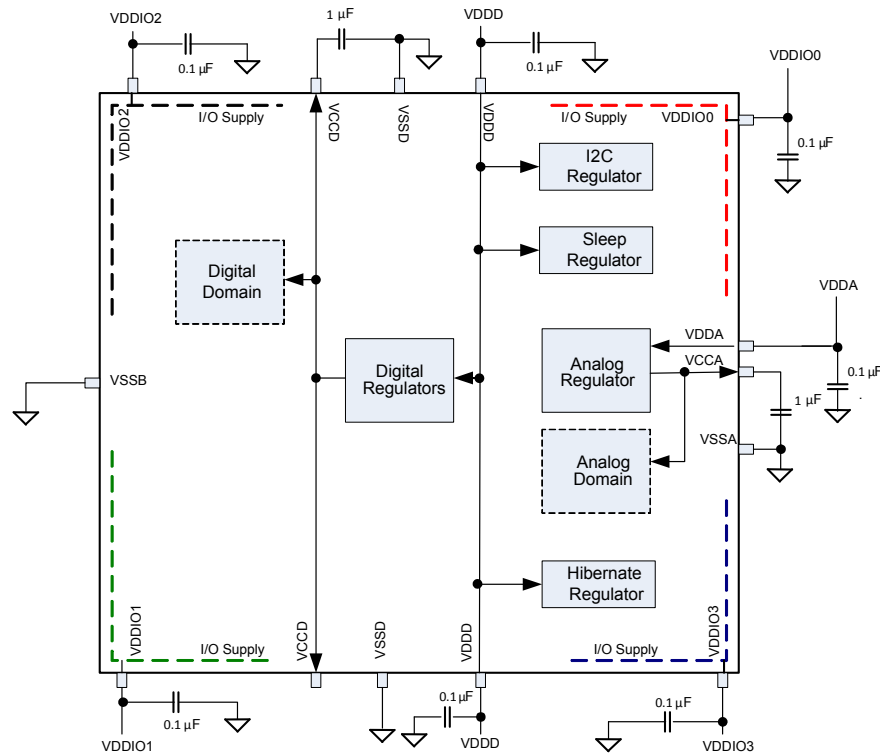 VDDIO2
1 µF
VDDD
0.1 µF
0.1 µF
VDDIO0
0.1 µF
VDDIO2
I/O Supply
VCCD
VSSD
VDDD
I/O Supply
VDDIO0
I2C
Regulator
Sleep
Regulator
Digital
Domain
VDDA
VDDA
VCCA
Analog
Regulator
Digital
Regulators
0.1 µF
1 µF
.
VSSB
VSSA
Analog
Domain
Hibernate
Regulator
VDDIO1
I/O Supply
VCCD
VSSD
VDDD
I/O Supply
VDDIO3
0.1 µF
0.1 µF
0.1 µF
VDDIO1
VDDD
VDDIO3